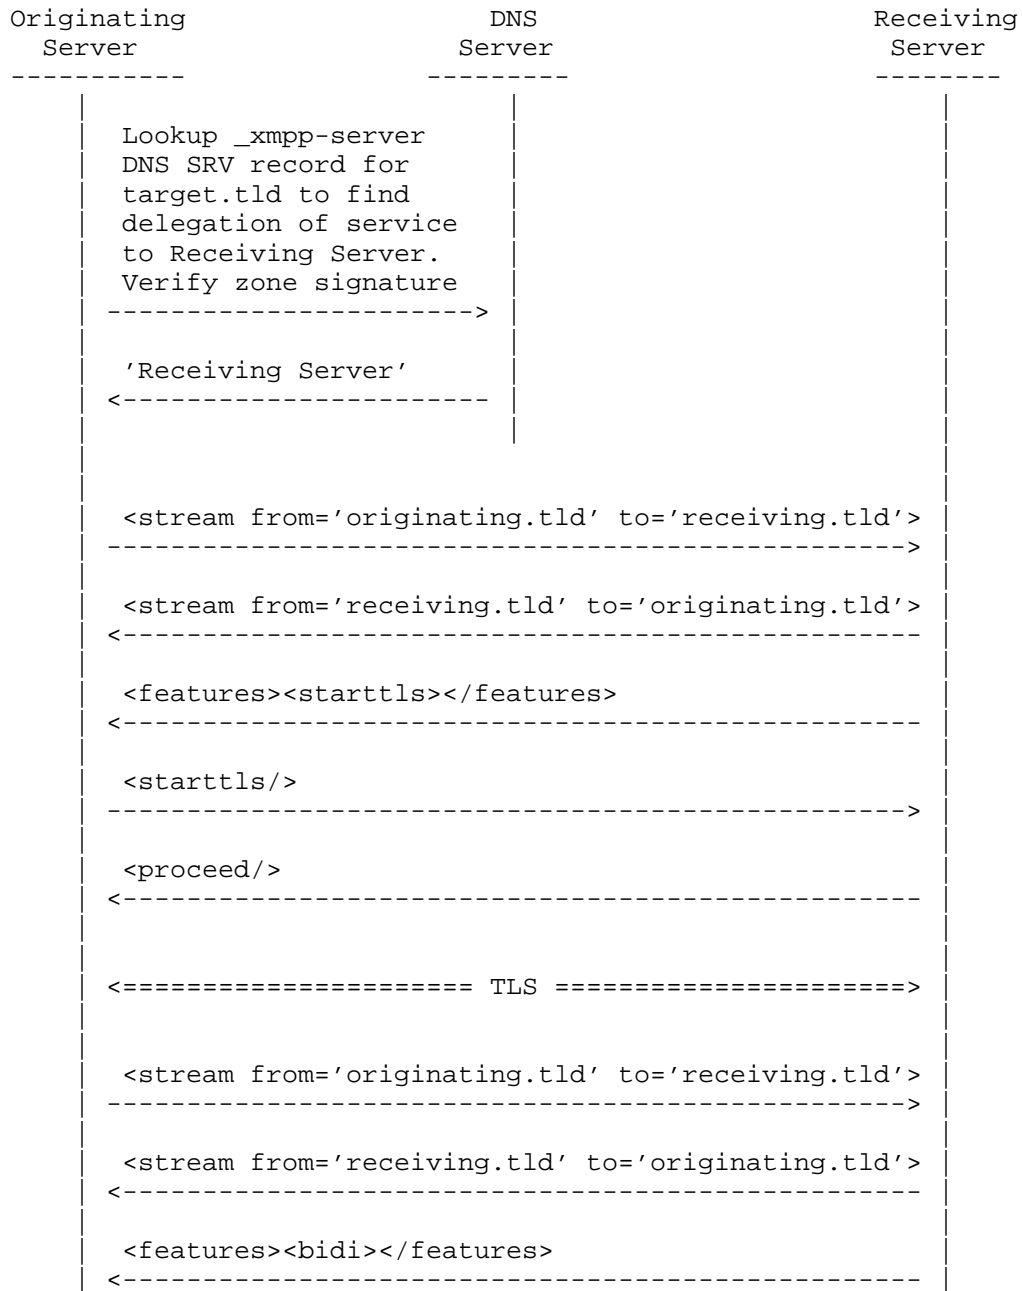 Originating                   DNS                     Receiving
  Server                    Server                     Server
-----------               ---------                   --------
    |                          |                          |
    | Lookup _xmpp-server      |                          |
    | DNS SRV record for       |                          |
    | target.tld to find       |                          |
    | delegation of service    |                          |
    | to Receiving Server.     |                          |
    | Verify zone signature    |                          |
    | -----------------------> |                          |
    |                          |                          |
    | ’Receiving Server’       |                          |
    | <----------------------- |                          |
    |                          |                          |
    |                                                     |
    |                                                     |
    | <stream from=’originating.tld’ to=’receiving.tld’>  |
    | --------------------------------------------------> |
    |                                                     |
    | <stream from=’receiving.tld’ to=’originating.tld’>  |
    | <-------------------------------------------------- |
    |                                                     |
    | <features><starttls></features>                     |
    | <-------------------------------------------------- |
    |                                                     |
    | <starttls/>                                         |
    | --------------------------------------------------> |
    |                                                     |
    | <proceed/>                                          |
    | <-------------------------------------------------- |
    |                                                     |
    |                                                     |
    | <====================== TLS ======================> |
    |                                                     |
    |                                                     |
    | <stream from=’originating.tld’ to=’receiving.tld’>  |
    | --------------------------------------------------> |
    |                                                     |
    | <stream from=’receiving.tld’ to=’originating.tld’>  |
    | <-------------------------------------------------- |
    |                                                     |
    | <features><bidi></features>                         |
    | <-------------------------------------------------- |